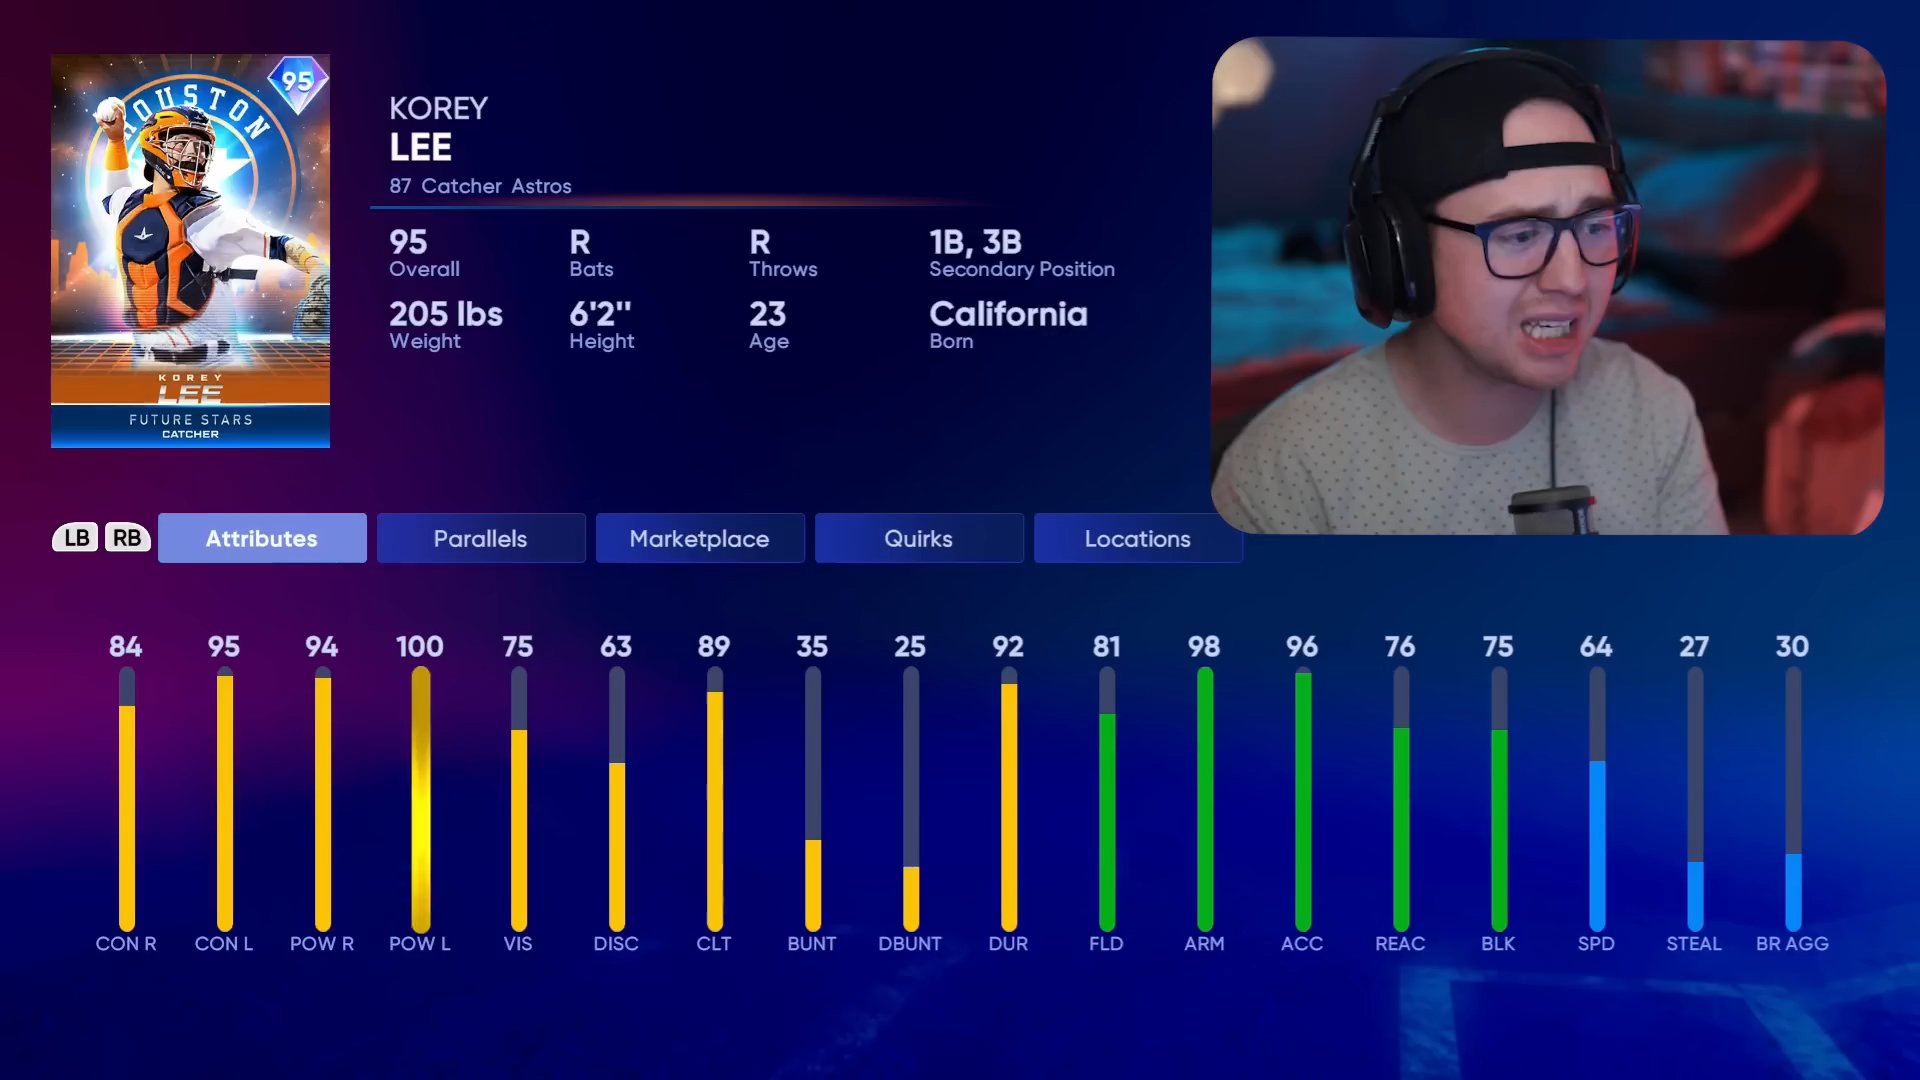 95
HOUSTON
KOREY
LEE
FUTURE STARS
CATCHER
KOREY
LEE
87 Catcher Astros
95 R R 1B, 3B
Overall Bats Throws Secondary Position
205 lbs 6'2" 23 California
Weight Height Age Born
LB RB Attributes Parallels Marketplace Quirks Locations
84 95 94 100 75 63 89 35 25 92 81 98 96 76 75 64 27 30
CON R CON L POW R POW L VIS DISC CLT BUNT DBUNT DUR FLD ARM ACC REAC BLK SPD STEAL BR AGG